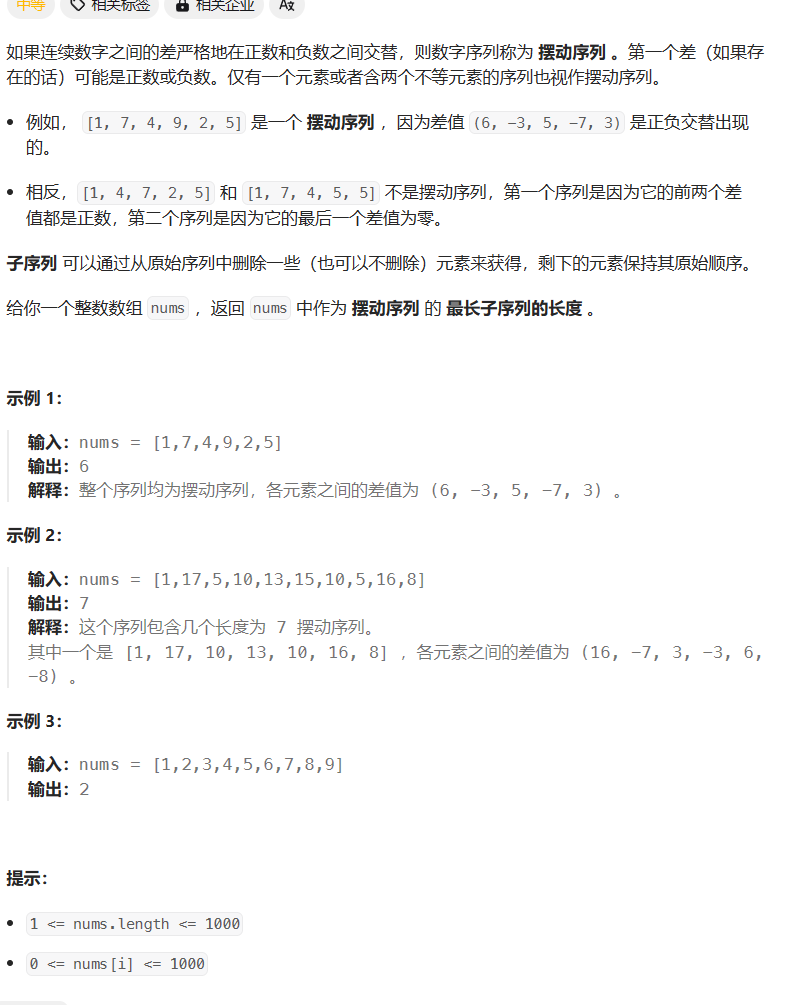 中等 相关标签 相关企业 Aż
如果连续数字之间的差严格地在正数和负数之间交替，则数字序列称为 摆动序列 。第一个差（如果存
在的话）可能是正数或负数。仅有一个元素或者含两个不等元素的序列也视作摆动序列。
• 例如， [1, 7, 4, 9, 2, 5] 是一个 摆动序列 ，因为差值 (6, -3, 5, -7, 3) 是正负交替出现
的。
• 相反，[1, 4, 7, 2, 5] 和 [1, 7, 4, 5, 5] 不是摆动序列，第一个序列是因为它的前两个差
值都是正数，第二个序列是因为它的最后一个差值为零。
子序列 可以通过从原始序列中删除一些（也可以不删除）元素来获得，剩下的元素保持其原始顺序。
给你一个整数数组 nums ，返回 nums 中作为 摆动序列 的 最长子序列的长度 。
示例 1：
输入：nums = [1,7,4,9,2,5]
输出：6
解释：整个序列均为摆动序列，各元素之间的差值为 (6, -3, 5, -7, 3) 。
示例 2：
输入：nums = [1,17,5,10,13,15,10,5,16,8]
输出：7
解释：这个序列包含几个长度为 7 摆动序列。
其中一个是 [1, 17, 10, 13, 10, 16, 8] ，各元素之间的差值为 (16, -7, 3, -3, 6,
-8) 。
示例 3：
输入：nums = [1,2,3,4,5,6,7,8,9]
输出：2
提示：
• 1 <= nums.length <= 1000
• 0 <= nums[i] <= 1000